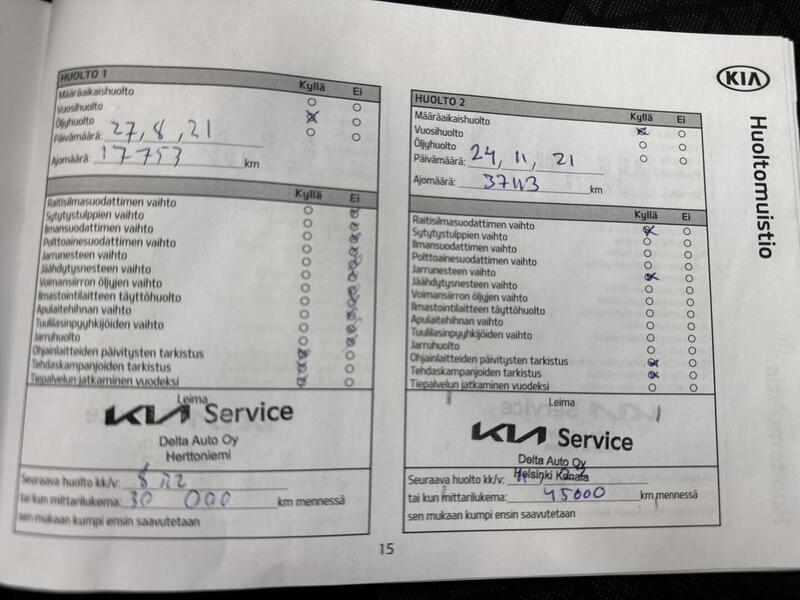 KIA
Huoltomuistio
HUOLTO 1
Kyllä Ei
Määräaikaishuolto
Vuosihuolto
Öljyhuolto
Päivämäärä: 27, 8, 21
Ajomäärä: 17753 km
Kyllä Ei
Raitisilmasuodattimen vaihto
Sytytystulppien vaihto
Ilmansuodattimen vaihto
Polttoainesuodattimen vaihto
Jarrunesteen vaihto
Jäähdytysnesteen vaihto
Voimansiirron öljyjen vaihto
Ilmastointilaitteen täyttöhuolto
Apulaitehihnan vaihto
Tuulilasinpyyhkijöiden vaihto
Jarruhuolto
Ohjainlaitteiden päivitysten tarkistus
Tehdaskampanjoiden tarkistus
Tiepalvelun jatkaminen vuodeksi
Leima
KIA Service
Delta Auto Oy
Herttoniemi
Seuraava huolto kk/v:
tai kun mittarilukema: 30 000 km mennessä
sen mukaan kumpi ensin saavutetaan
HUOLTO 2
Kyllä Ei
Määräaikaishuolto
Vuosihuolto
Öljyhuolto
Päivämäärä: 24, 11, 21
Ajomäärä: km
Kyllä Ei
Raitisilmasuodattimen vaihto
Sytytystulppien vaihto
Ilmansuodattimen vaihto
Polttoainesuodattimen vaihto
Jarrunesteen vaihto
Jäähdytysnesteen vaihto
Voimansiirron öljyjen vaihto
Ilmastointilaitteen täyttöhuolto
Apulaitehihnan vaihto
Tuulilasinpyyhkijöiden vaihto
Jarruhuolto
Ohjainlaitteiden päivitysten tarkistus
Tehdaskampanjoiden tarkistus
Tiepalvelun jatkaminen vuodeksi
Leima
KIA Service
Delta Auto Oy
Helsinki Konala
Seuraava huolto kk/v:
tai kun mittarilukema: 45000 km mennessä
sen mukaan kumpi ensin saavutetaan
15